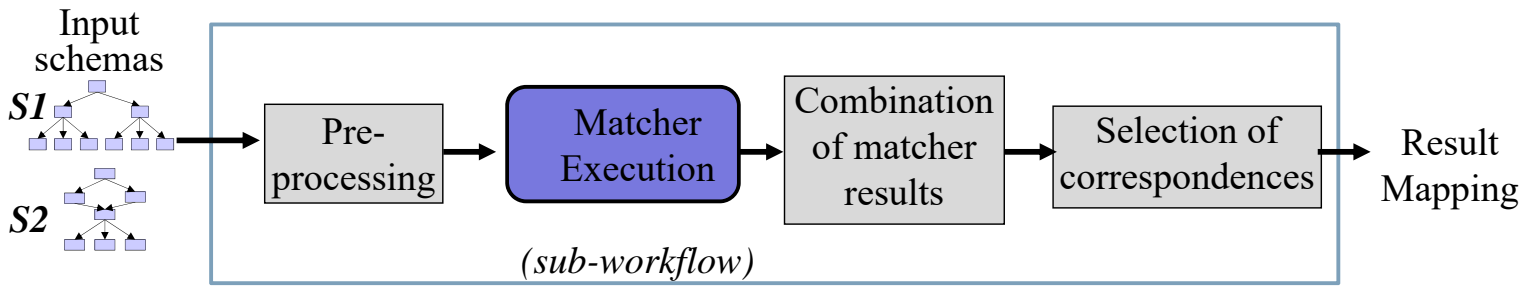 Input
schemas
S1
S2
Pre-
processing
Matcher
Execution
(sub-workflow)
Combination
of matcher
results
Selection of
correspondences
Result
Mapping